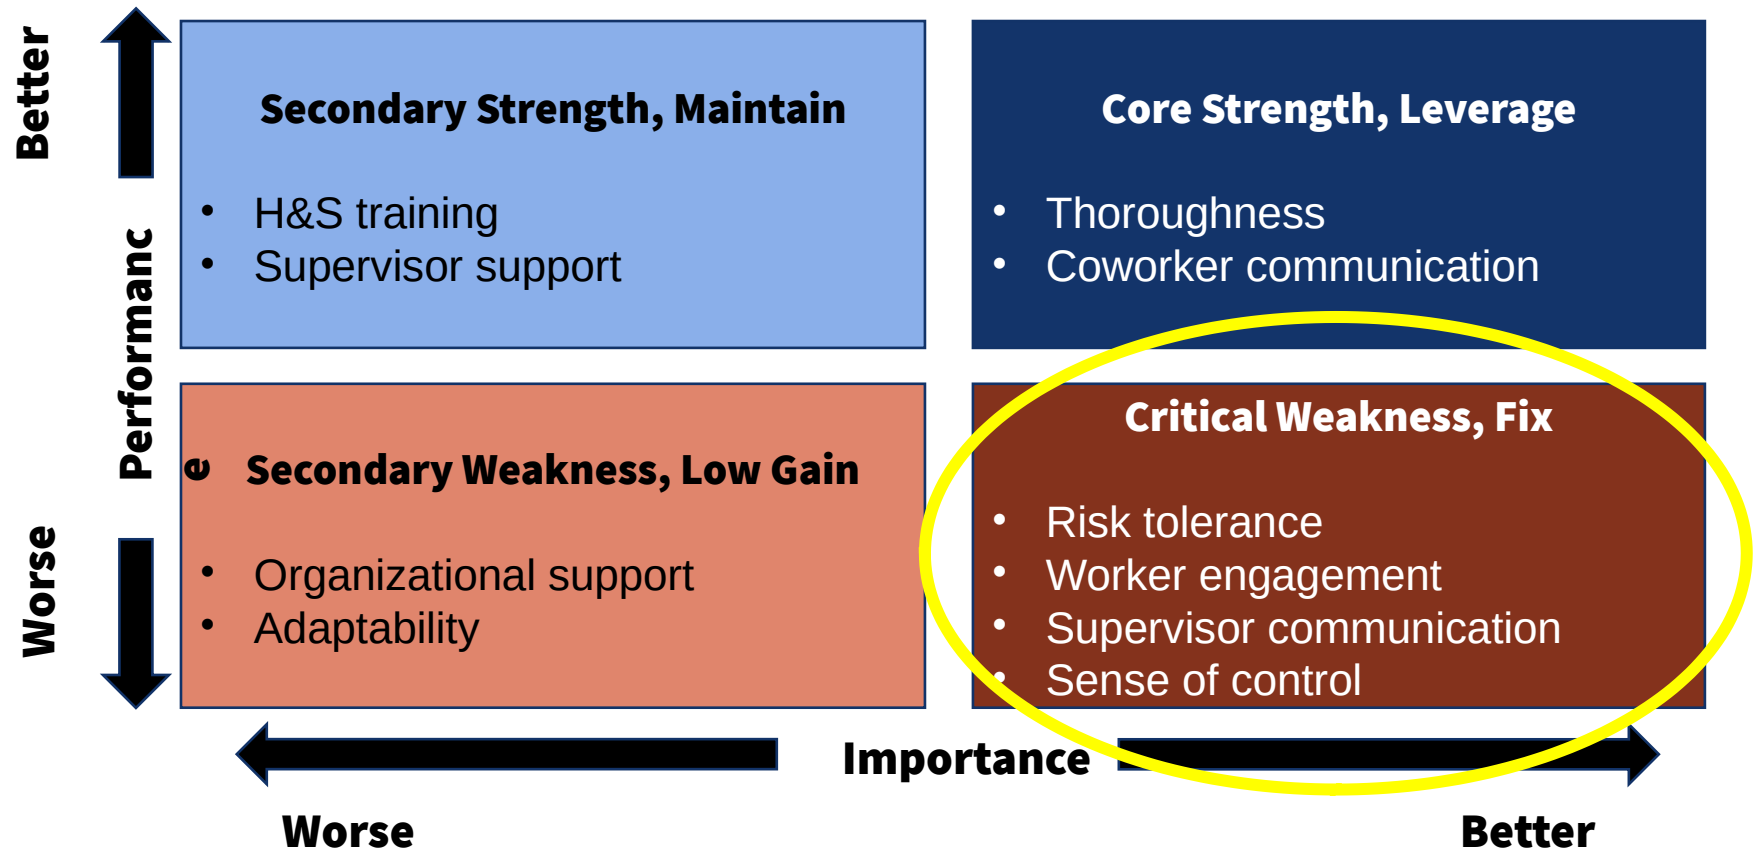 Better
Performanc
e
Worse
Secondary Strength, Maintain
• H&S training
• Supervisor support
Core Strength, Leverage
• Thoroughness
• Coworker communication
Secondary Weakness, Low Gain
• Organizational support
• Adaptability
Critical Weakness, Fix
• Risk tolerance
• Worker engagement
• Supervisor communication
• Sense of control
Importance
Worse
Better